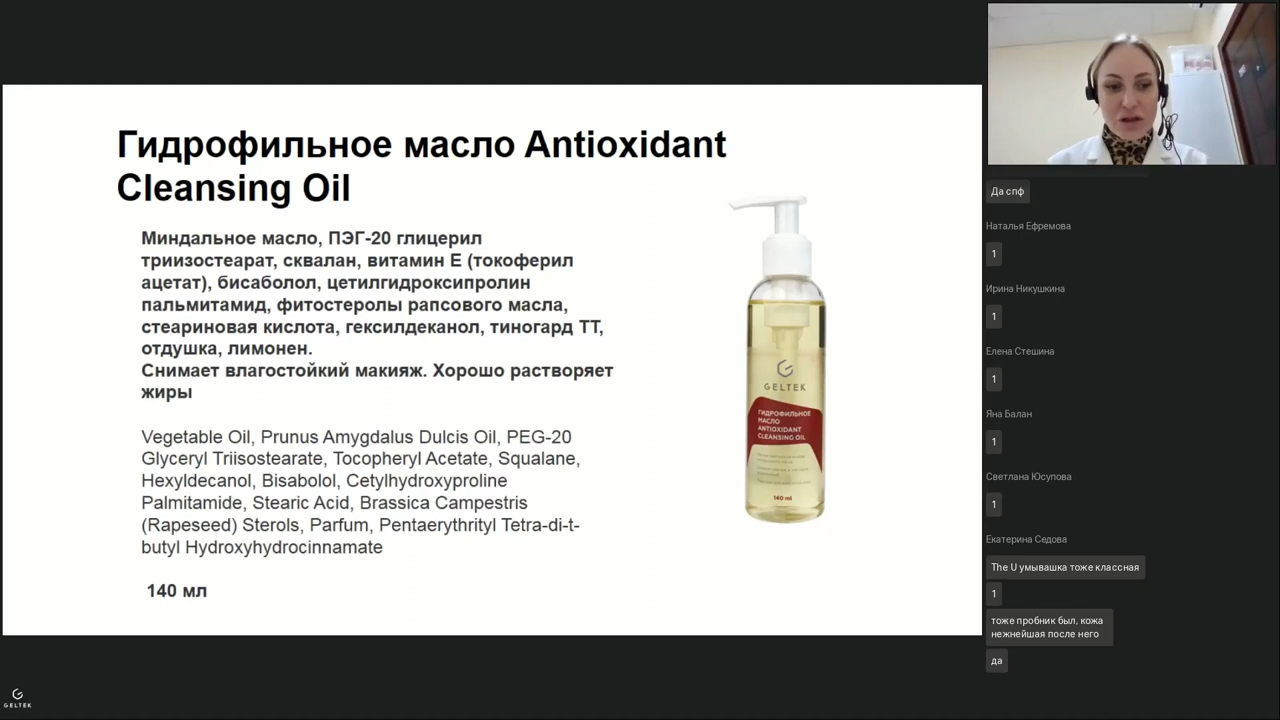 Гидрофильное масло Antioxidant
Cleansing Oil
Миндальное масло, ПЭГ-20 глицерил
триизостеарат, сквалан, витамин Е (токоферил
ацетат), бисаболол, цетилгидроксипролин
пальмитамид, фитостеролы рапсового масла,
стеариновая кислота, гексилдеканол, тиногард ТТ,
отдушка, лимонен.
Снимает влагостойкий макияж. Хорошо растворяет
жиры
Vegetable Oil, Prunus Amygdalus Dulcis Oil, PEG-20
Glyceryl Triisostearate, Tocopheryl Acetate, Squalane,
Hexyldecanol, Bisabolol, Cetylhydroxyproline
Palmitamide, Stearic Acid, Brassica Campestris
(Rapeseed) Sterols, Parfum, Pentaerythrityl Tetra-di-t-
butyl Hydroxyhydrocinnamate
140 мл
GELTEK
ГИДРОФИЛЬНОЕ
МАСЛО
ANTIOXIDANT
CLEANSING OIL
140 ml
Да спф
Наталья Ефремова
1
Ирина Никушкина
1
Елена Стешина
1
Яна Балан
1
Светлана Юсупова
1
Екатерина Седова
The U умывашка тоже классная
1
тоже пробник был, кожа
нежнейшая после него
да
GELTEK